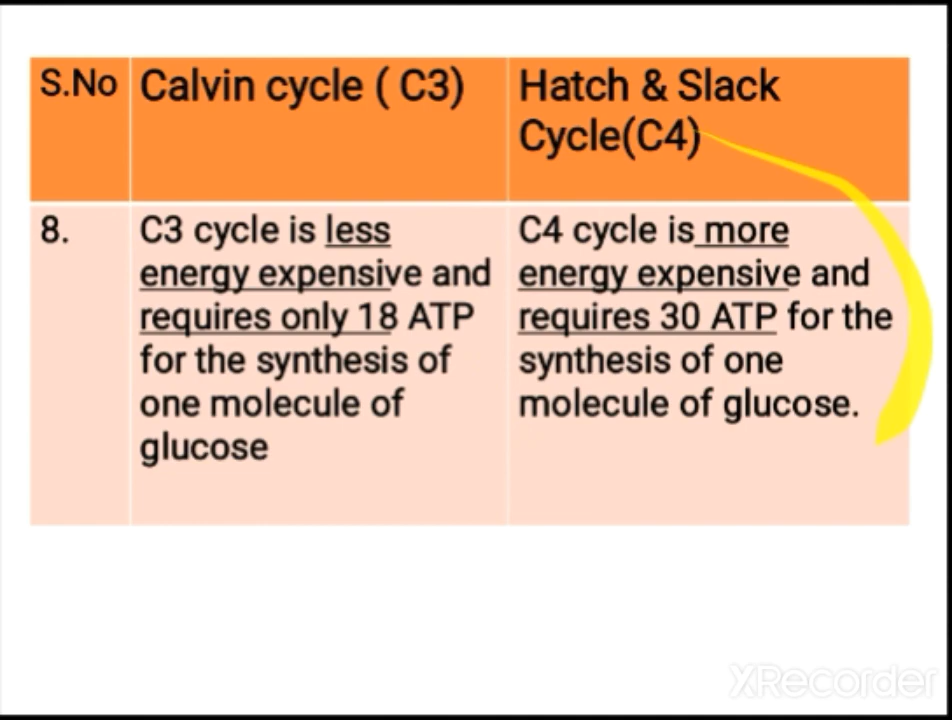 S.No Calvin cycle ( C3) Hatch & Slack
Cycle(C4)
8. C3 cycle is less C4 cycle is more
energy expensive and energy expensive and
requires only 18 ATP requires 30 ATP for the
for the synthesis of synthesis of one
one molecule of molecule of glucose.
glucose
XRecorder